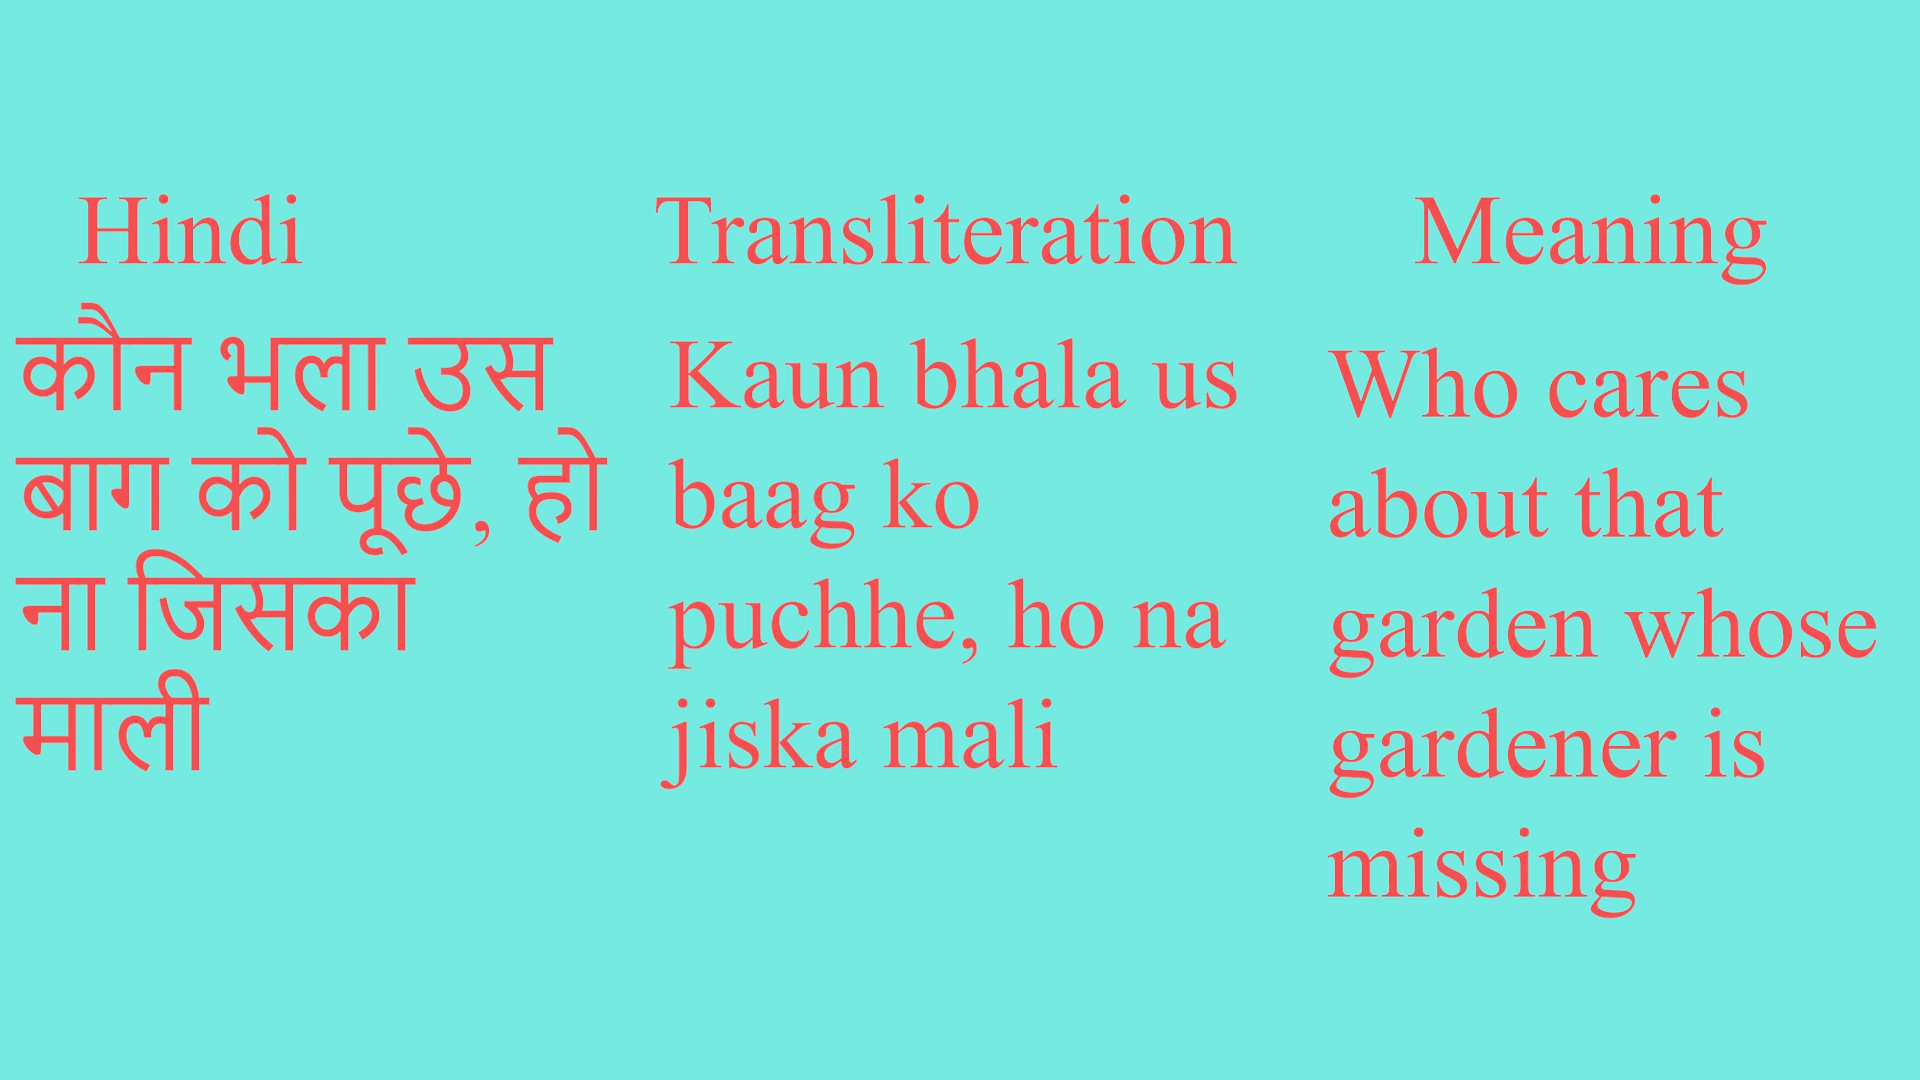 Hindi
कौन भला उस
बाग को पूछे, हो
ना जिसका
माली
Transliteration
Kaun bhala us
baag ko
puchhe, ho na
jiska mali
Meaning
Who cares
about that
garden whose
gardener is
missing